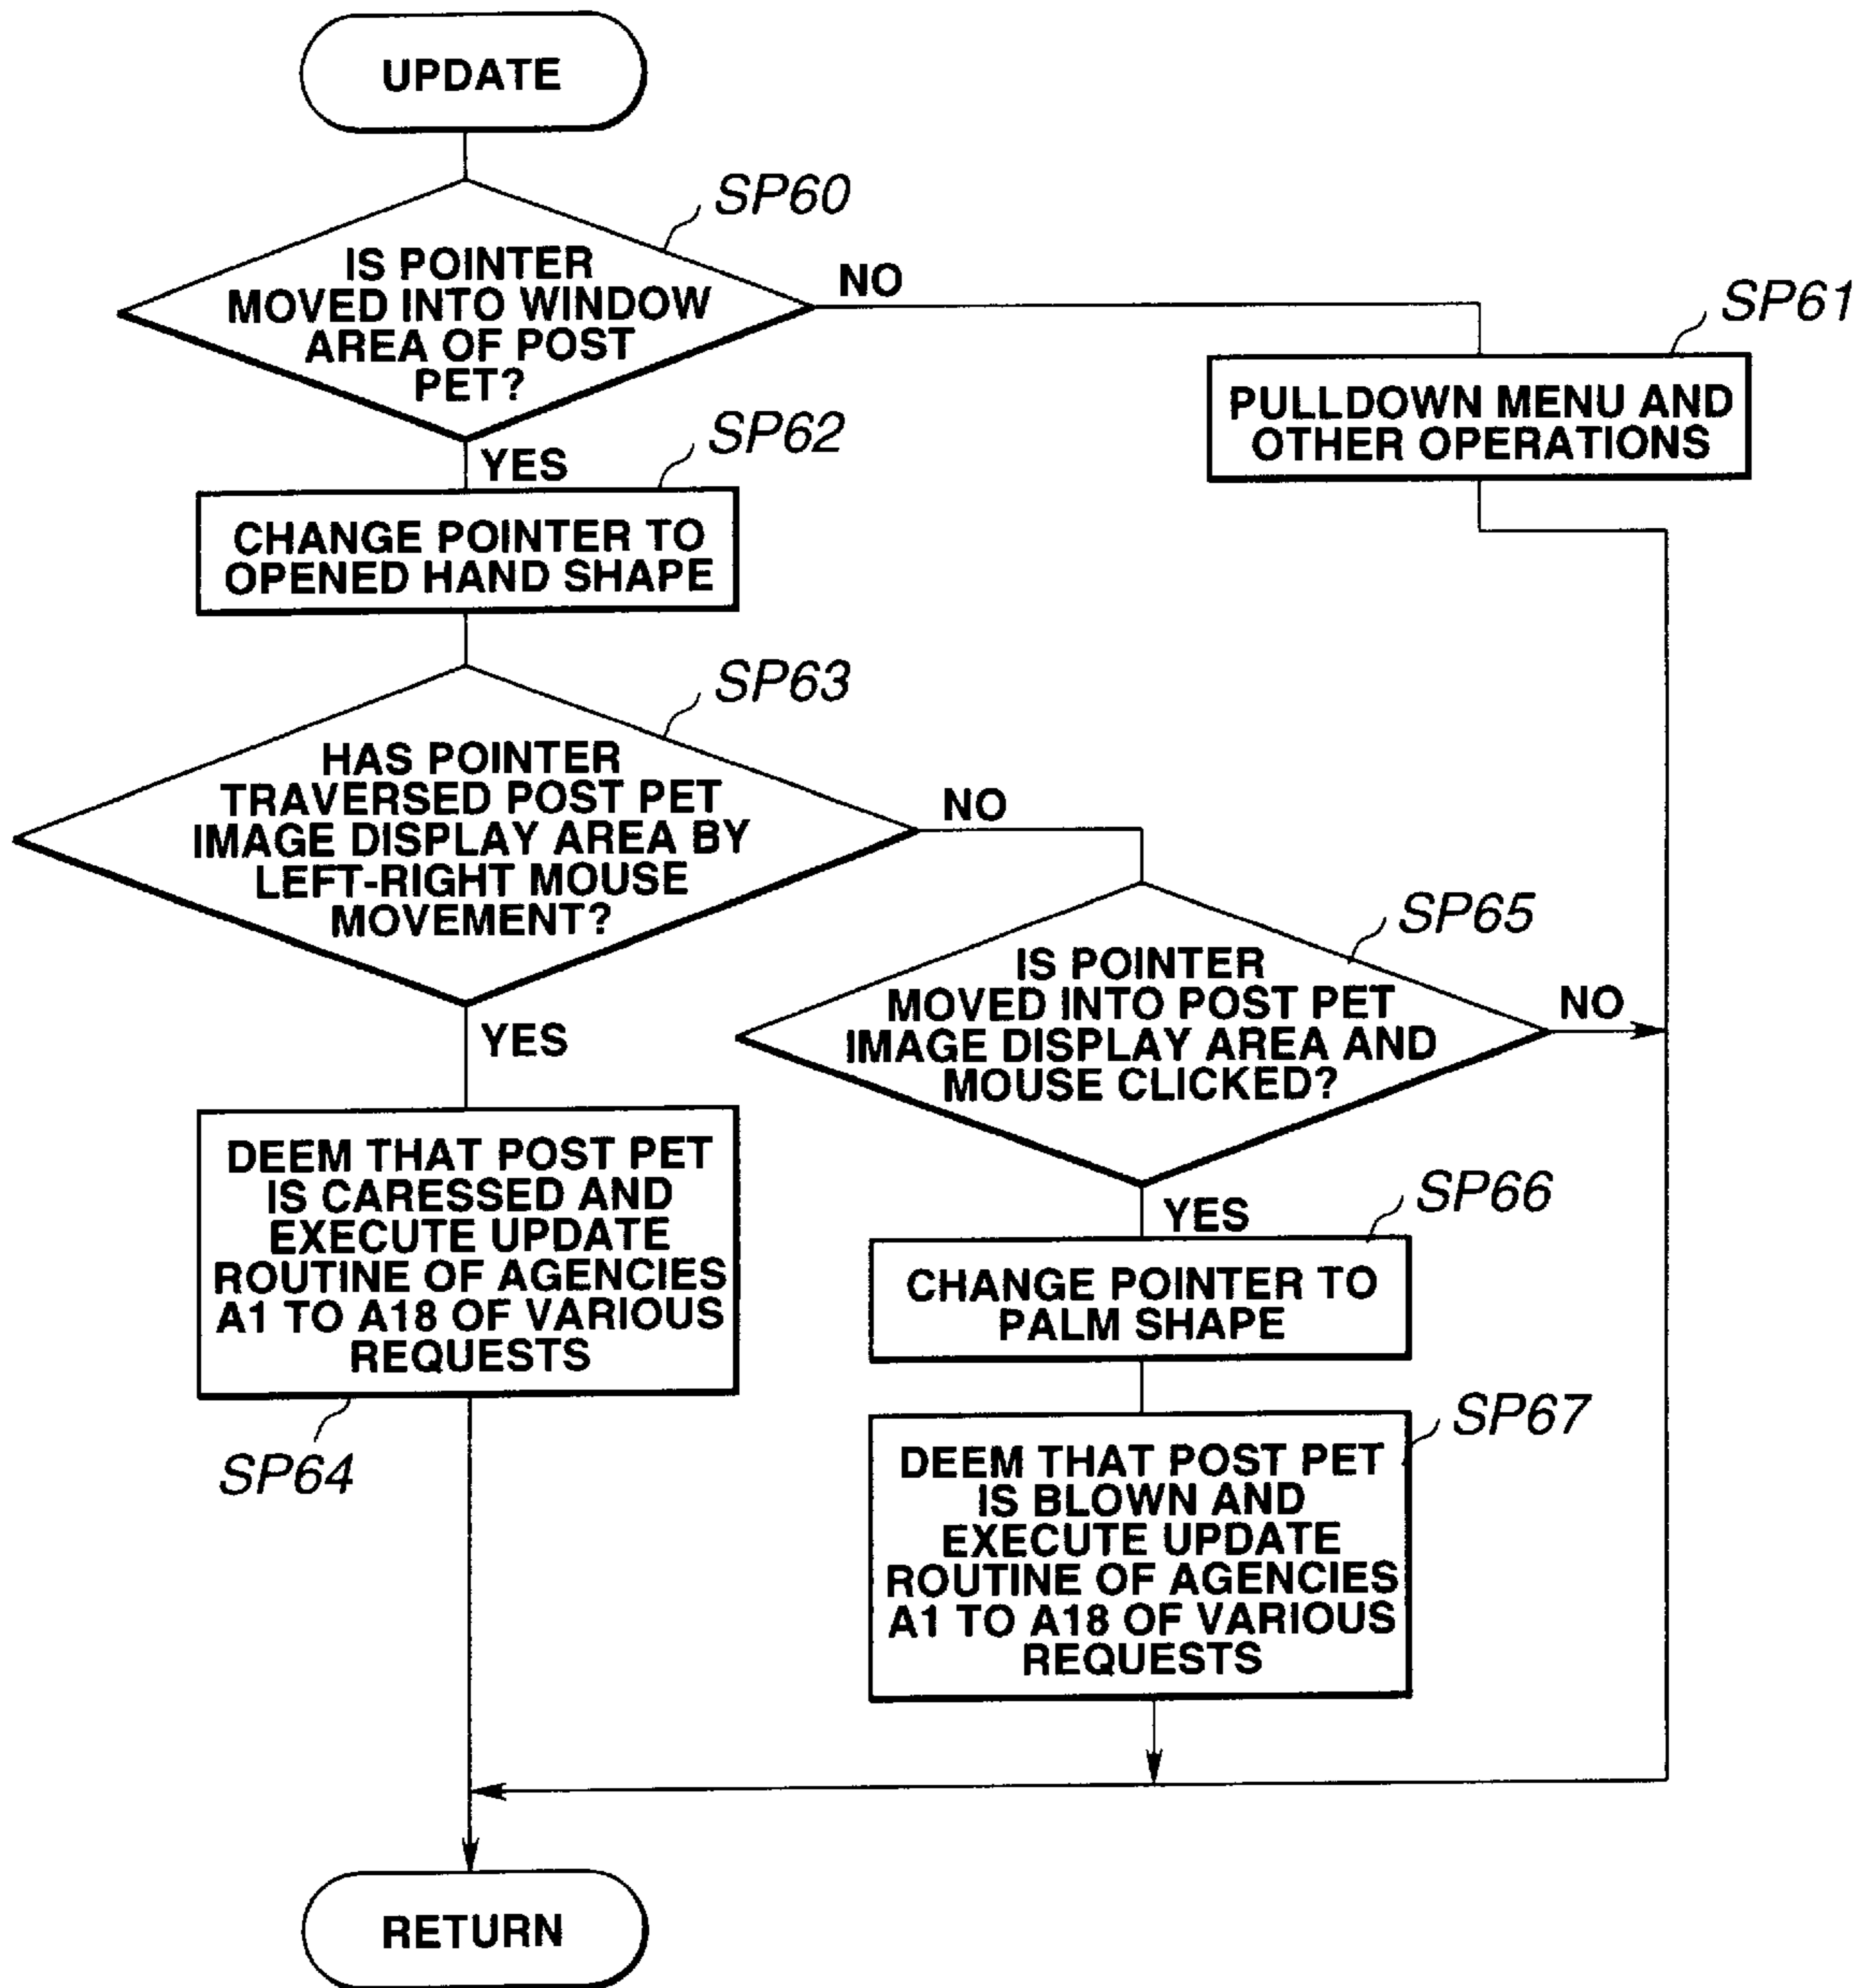 UPDATE
SP60
IS POINTER
MOVED INTO WINDOW
AREA OF POST
PET?
NO
SP61
PULLDOWN MENU AND
OTHER OPERATIONS
YES
SP62
CHANGE POINTER TO
OPENED HAND SHAPE
SP63
HAS POINTER
TRAVERSED POST PET
IMAGE DISPLAY AREA BY
LEFT-RIGHT MOUSE
MOVEMENT?
NO
YES
SP65
IS POINTER
MOVED INTO POST PET
IMAGE DISPLAY AREA AND
MOUSE CLICKED?
NO
YES
DEEM THAT POST PET
IS CARESSED AND
EXECUTE UPDATE
ROUTINE OF AGENCIES
A1 TO A18 OF VARIOUS
REQUESTS
SP64
SP66
CHANGE POINTER TO
PALM SHAPE
SP67
DEEM THAT POST PET
IS BLOWN AND
EXECUTE UPDATE
ROUTINE OF AGENCIES
A1 TO A18 OF VARIOUS
REQUESTS
RETURN